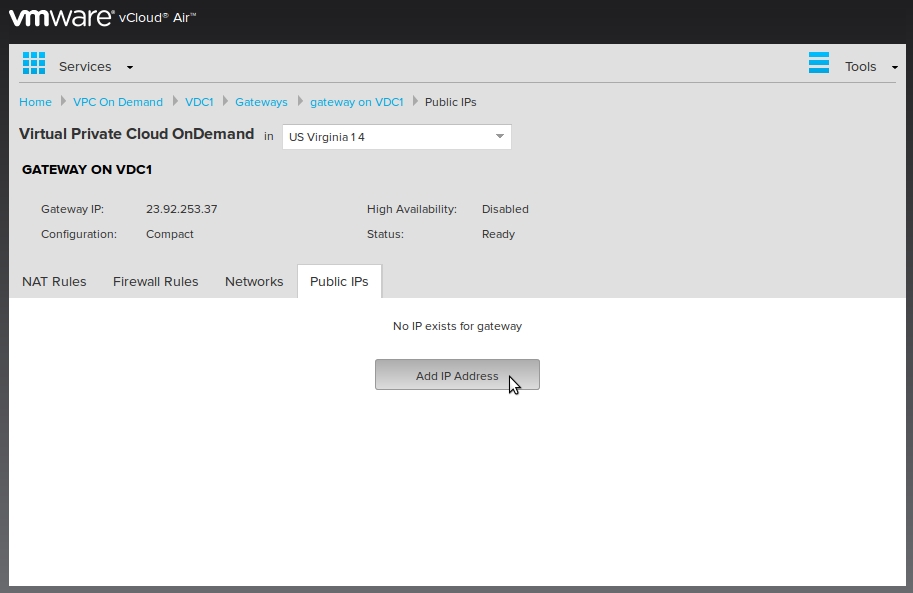 vmware® vCloud® Air™
Services Tools
Home VPC On Demand VDC1 Gateways gateway on VDC1 Public IPs
Virtual Private Cloud OnDemand in US Virginia 1 4
GATEWAY ON VDC1
Gateway IP: 23.92.253.37 High Availability: Disabled
Configuration: Compact Status: Ready
NAT Rules Firewall Rules Networks Public IPs
No IP exists for gateway
Add IP Address